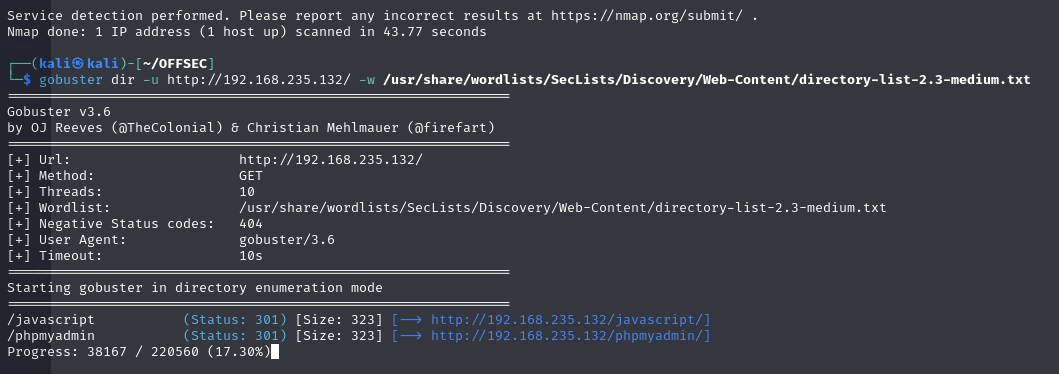 Service detection performed. Please report any incorrect results at https://nmap.org/submit/ .
Nmap done: 1 IP address (1 host up) scanned in 43.77 seconds
┌──(kali㉿kali)-[~/OFFSEC]
└─$ gobuster dir -u http://192.168.235.132/ -w /usr/share/wordlists/SecLists/Discovery/Web-Content/directory-list-2.3-medium.txt
===============================================================
Gobuster v3.6
by OJ Reeves (@TheColonial) & Christian Mehlmauer (@firefart)
===============================================================
[+] Url:                     http://192.168.235.132/
[+] Method:                  GET
[+] Threads:                 10
[+] Wordlist:                /usr/share/wordlists/SecLists/Discovery/Web-Content/directory-list-2.3-medium.txt
[+] Negative Status codes:   404
[+] User Agent:              gobuster/3.6
[+] Timeout:                 10s
===============================================================
Starting gobuster in directory enumeration mode
===============================================================
/javascript           (Status: 301) [Size: 323] [--> http://192.168.235.132/javascript/]
/phpmyadmin           (Status: 301) [Size: 323] [--> http://192.168.235.132/phpmyadmin/]
Progress: 38167 / 220560 (17.30%)